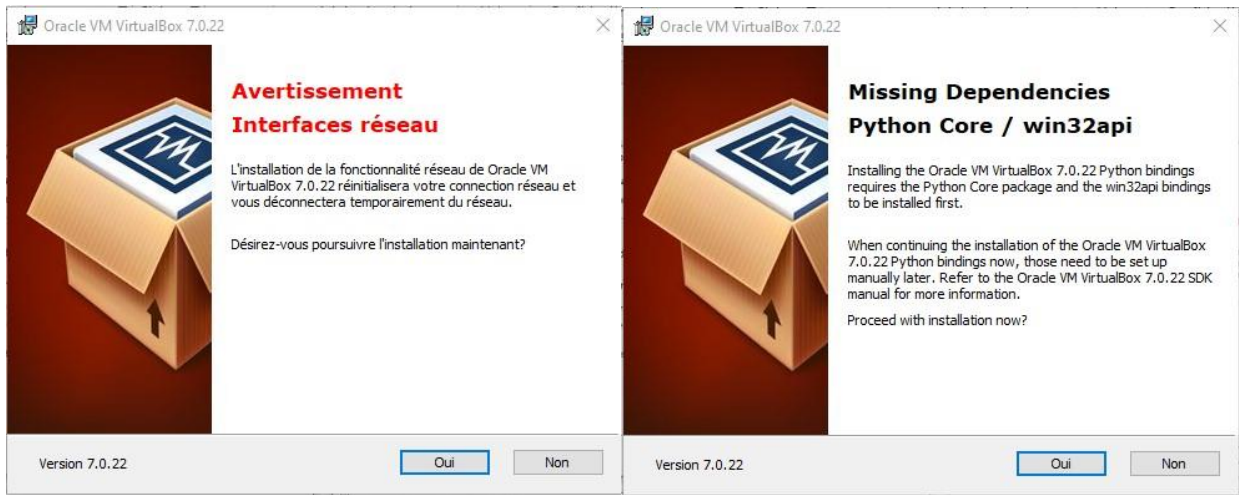 Oracle VM VirtualBox 7.0.22
Avertissement
Interfaces réseau
L'installation de la fonctionnalité réseau de Oracle VM
VirtualBox 7.0.22 réinitialisera votre connection réseau et
vous déconnectera temporairement du réseau.
Désirez-vous poursuivre l'installation maintenant?
Version 7.0.22
Oui
Non
Oracle VM VirtualBox 7.0.22
Missing Dependencies
Python Core / win32api
Installing the Oracle VM VirtualBox 7.0.22 Python bindings
requires the Python Core package and the win32api bindings
to be installed first.
When continuing the installation of the Oracle VM VirtualBox
7.0.22 Python bindings now, those need to be set up
manually later. Refer to the Oracle VM VirtualBox 7.0.22 SDK
manual for more information.
Proceed with installation now?
Version 7.0.22
Oui
Non